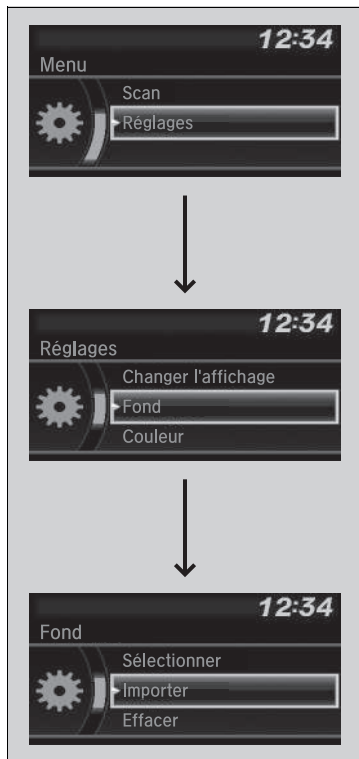 12:34
Menu
Scan
Réglages
12:34
Réglages
Changer l'affichage
Fond
Couleur
12:34
Fond
Sélectionner
Importer
Effacer